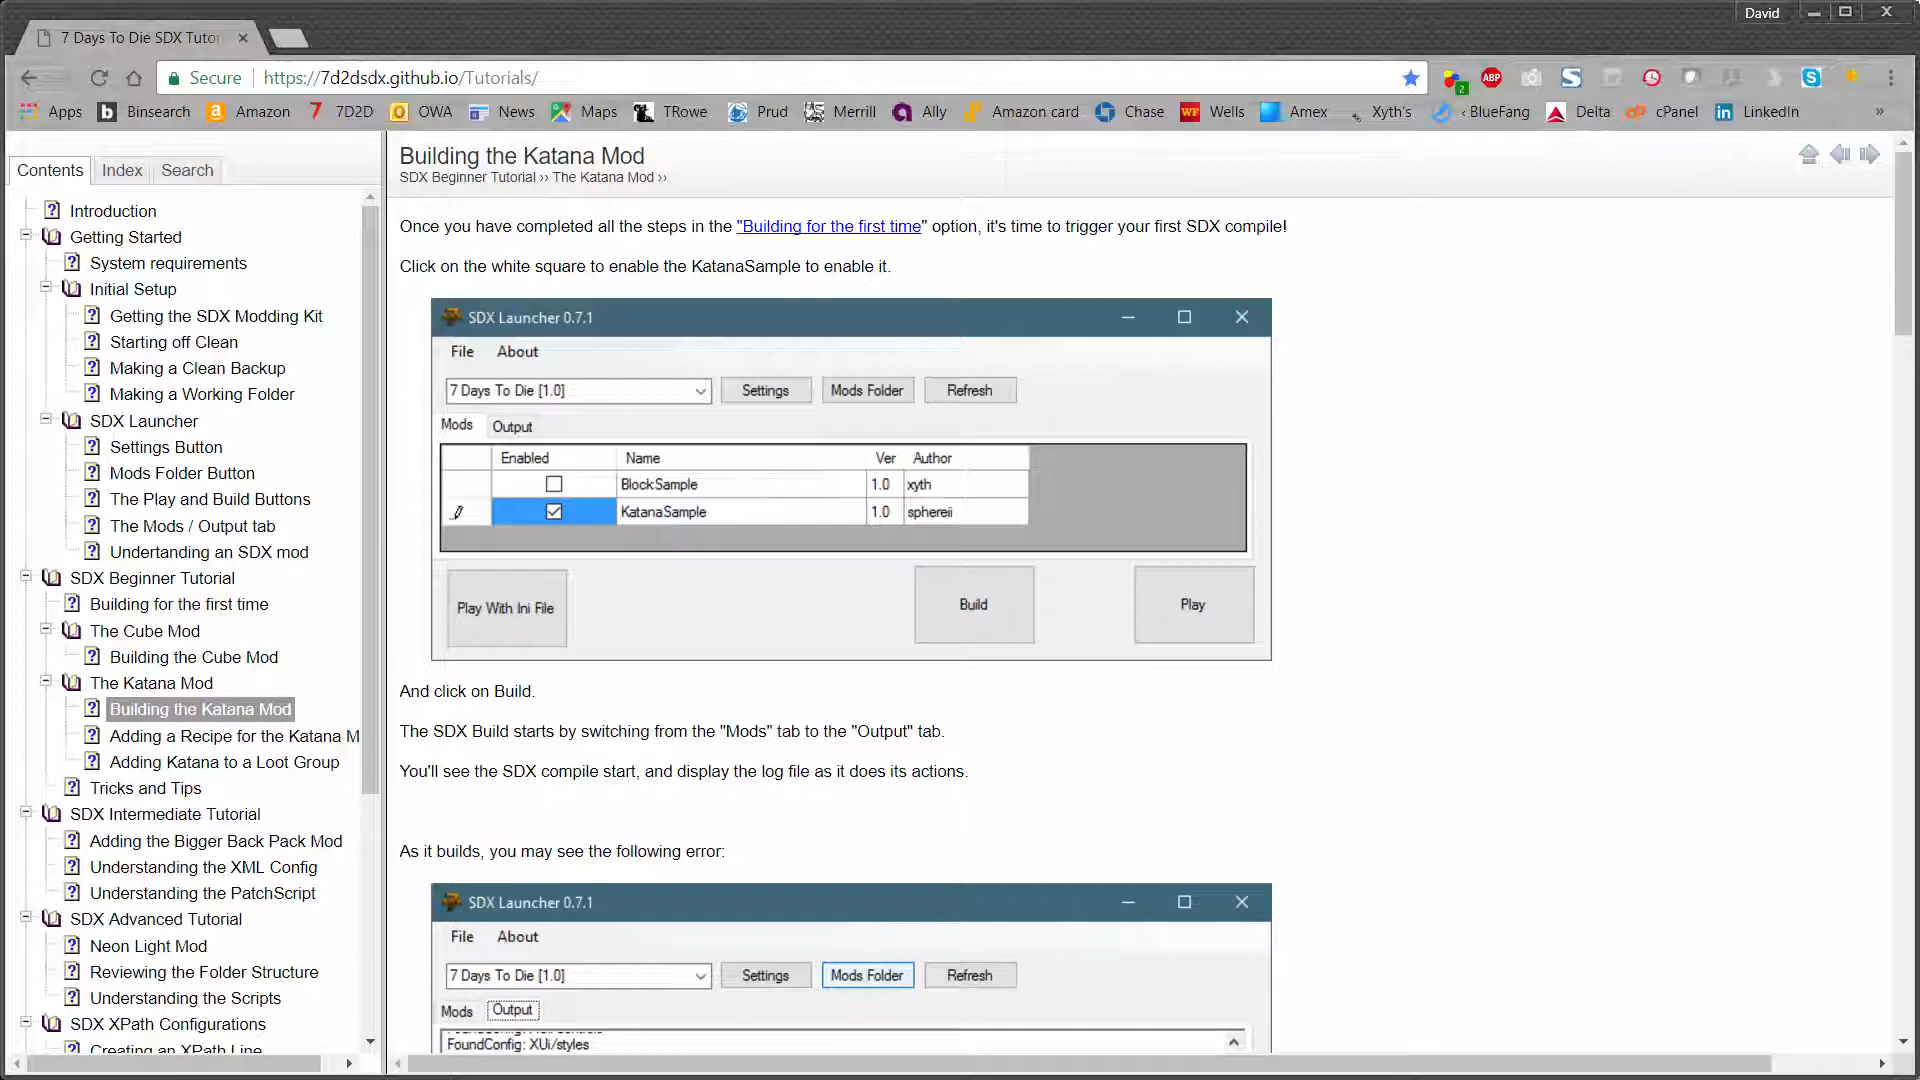 David
7 Days To Die SDX Tutor
Secure
https://7d2dsdx.github.io/Tutorials/
2
ABP
Apps
Binsearch
Amazon
7D2D
OWA
News
Maps
TRowe
Prud
Merrill
Ally
Amazon card
Chase
WF
Wells
Amex
Xyth's
BlueFang
Delta
cPanel
in
LinkedIn
»
Contents
Index
Search
Introduction
Getting Started
System requirements
Initial Setup
Getting the SDX Modding Kit
Starting off Clean
Making a Clean Backup
Making a Working Folder
SDX Launcher
Settings Button
Mods Folder Button
The Play and Build Buttons
The Mods / Output tab
Undertanding an SDX mod
SDX Beginner Tutorial
Building for the first time
The Cube Mod
Building the Cube Mod
The Katana Mod
Building the Katana Mod
Adding a Recipe for the Katana M
Adding Katana to a Loot Group
Tricks and Tips
SDX Intermediate Tutorial
Adding the Bigger Back Pack Mod
Understanding the XML Config
Understanding the PatchScript
SDX Advanced Tutorial
Neon Light Mod
Reviewing the Folder Structure
Understanding the Scripts
SDX XPath Configurations
Creating an XPath Line
Building the Katana Mod
SDX Beginner Tutorial ›› The Katana Mod ››
Once you have completed all the steps in the "Building for the first time" option, it's time to trigger your first SDX compile!
Click on the white square to enable the KatanaSample to enable it.
SDX Launcher 0.7.1
File About
7 Days To Die [1.0]
Settings
Mods Folder
Refresh
Mods
Output
Enabled Name Ver Author
BlockSample 1.0 xyth
KatanaSample 1.0 sphereii
Play With Ini File
Build
Play
And click on Build.
The SDX Build starts by switching from the "Mods" tab to the "Output" tab.
You'll see the SDX compile start, and display the log file as it does its actions.
As it builds, you may see the following error:
SDX Launcher 0.7.1
File About
7 Days To Die [1.0]
Settings
Mods Folder
Refresh
Mods
Output
FoundConfig: XUi/styles